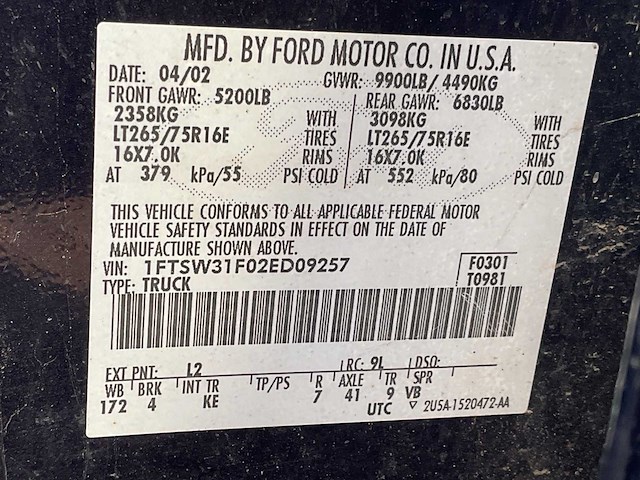 MFD. BY FORD MOTOR CO. IN U.S.A.
DATE: 04/02 GVWR: 9900LB/ 4490KG
FRONT GAWR: 5200LB REAR GAWR: 6830LB
2358KG WITH 3098KG WITH
LT265/75R16E TIRES LT265/75R16E TIRES
16X7.0K RIMS 16X7.0K RIMS
AT 379 kPa/55 PSI COLD AT 552 kPa/80 PSI COLD
THIS VEHICLE CONFORMS TO ALL APPLICABLE FEDERAL MOTOR
VEHICLE SAFETY STANDARDS IN EFFECT ON THE DATE OF
MANUFACTURE SHOWN ABOVE.
VIN: 1FTSW31F02ED09257 F0301
TYPE: TRUCK T0981
EXT PNT: L2 RC: 9L DSO:
WB BRK INT TR TP/PS R AXLE TR SPR
172 4 KE 7 41 9 VB
UTC ▽ 2U5A-1520472-AA